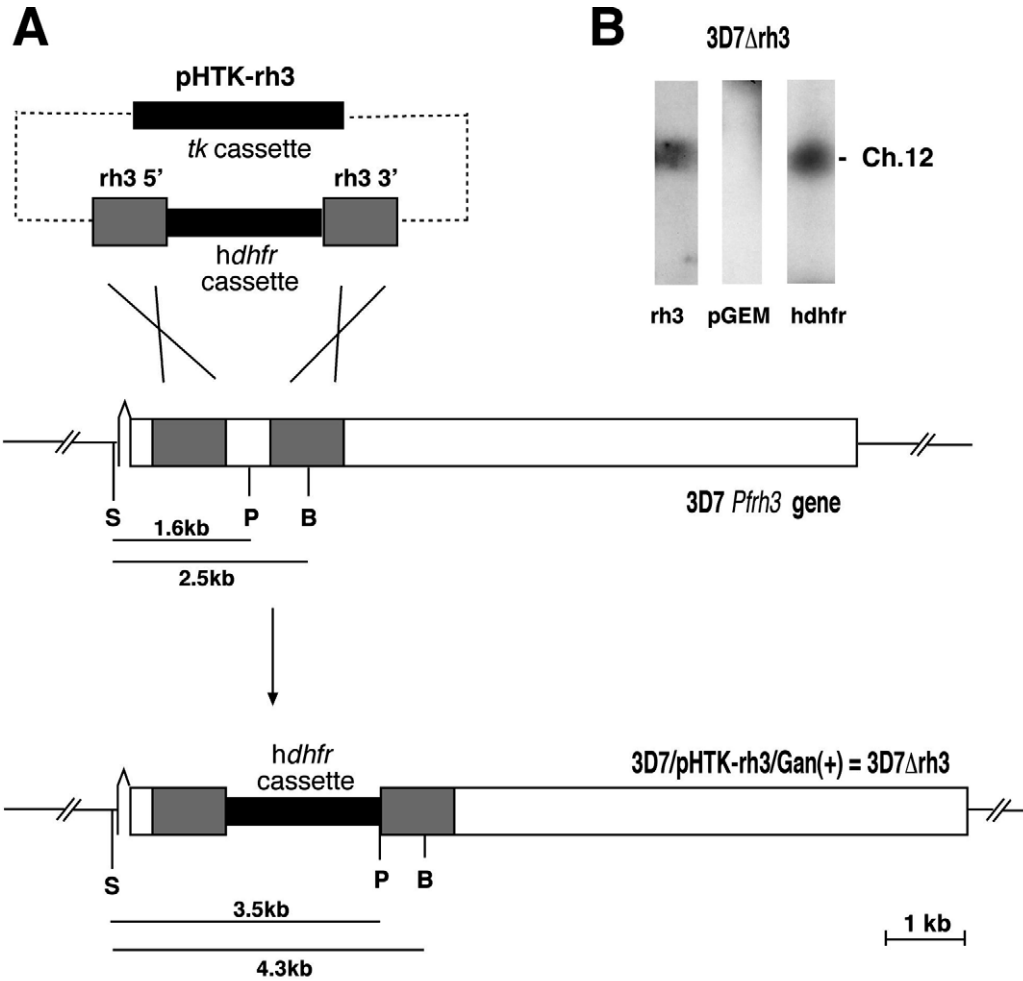 A
pHTK-rh3
tk cassette
rh3 5’ rh3 3’
hdhfr
cassette
B
3D7Δrh3
- Ch.12
rh3 pGEM hdhfr
S P B
1.6kb
2.5kb
3D7 Pfrh3 gene
hdhfr
cassette
3D7/pHTK-rh3/Gan(+) = 3D7Δrh3
S P B
3.5kb
4.3kb
1 kb